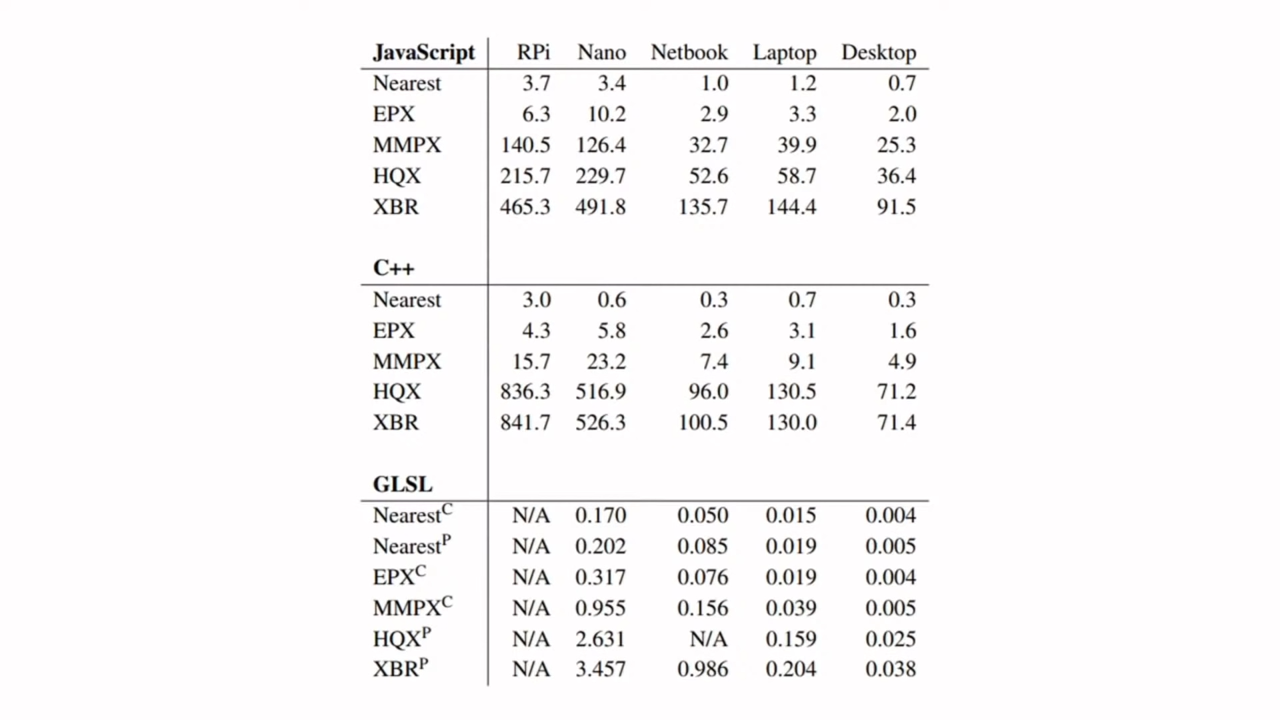 JavaScript RPi Nano Netbook Laptop Desktop
Nearest 3.7 3.4 1.0 1.2 0.7
EPX 6.3 10.2 2.9 3.3 2.0
MMPX 140.5 126.4 32.7 39.9 25.3
HQX 215.7 229.7 52.6 58.7 36.4
XBR 465.3 491.8 135.7 144.4 91.5
C++
Nearest 3.0 0.6 0.3 0.7 0.3
EPX 4.3 5.8 2.6 3.1 1.6
MMPX 15.7 23.2 7.4 9.1 4.9
HQX 836.3 516.9 96.0 130.5 71.2
XBR 841.7 526.3 100.5 130.0 71.4
GLSL
Nearestᶜ N/A 0.170 0.050 0.015 0.004
Nearestᴾ N/A 0.202 0.085 0.019 0.005
EPXᶜ N/A 0.317 0.076 0.019 0.004
MMPXᶜ N/A 0.955 0.156 0.039 0.005
HQXᴾ N/A 2.631 N/A 0.159 0.025
XBRᴾ N/A 3.457 0.986 0.204 0.038